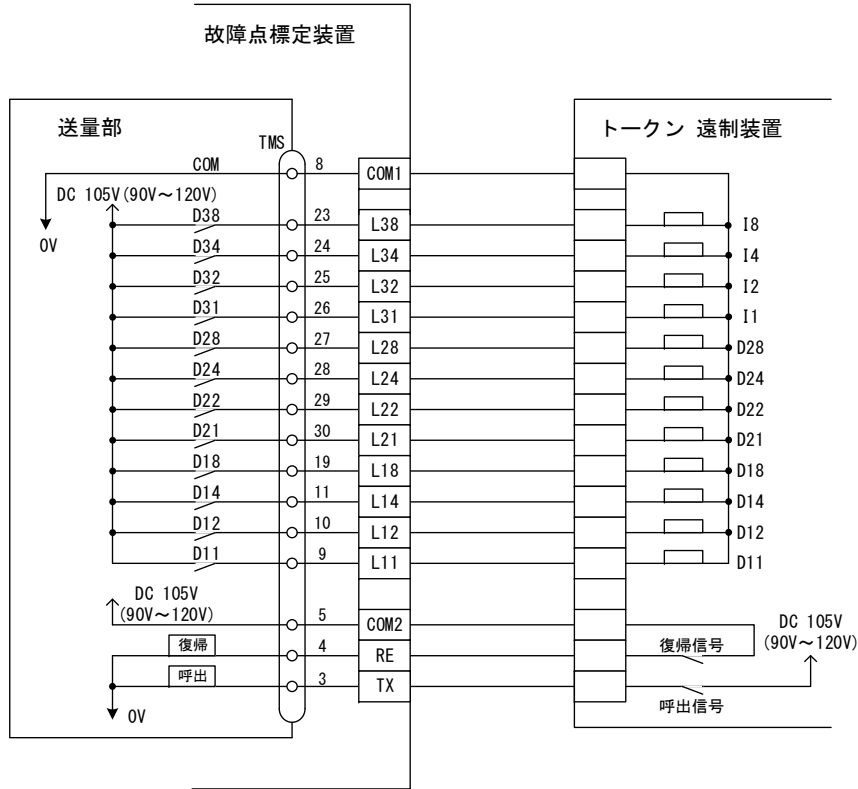 故障点標定装置
送量部
トークン 遠制装置
TMS
COM 8 COM1
DC 105V(90V～120V)
0V
D38 23 L38 I8
D34 24 L34 I4
D32 25 L32 I2
D31 26 L31 I1
D28 27 L28 D28
D24 28 L24 D24
D22 29 L22 D22
D21 30 L21 D21
D18 19 L18 D18
D14 11 L14 D14
D12 10 L12 D12
D11 9 L11 D11
DC 105V
(90V～120V)
5 COM2
DC 105V
(90V～120V)
復帰 4 RE 復帰信号
呼出 3 TX
呼出信号
0V